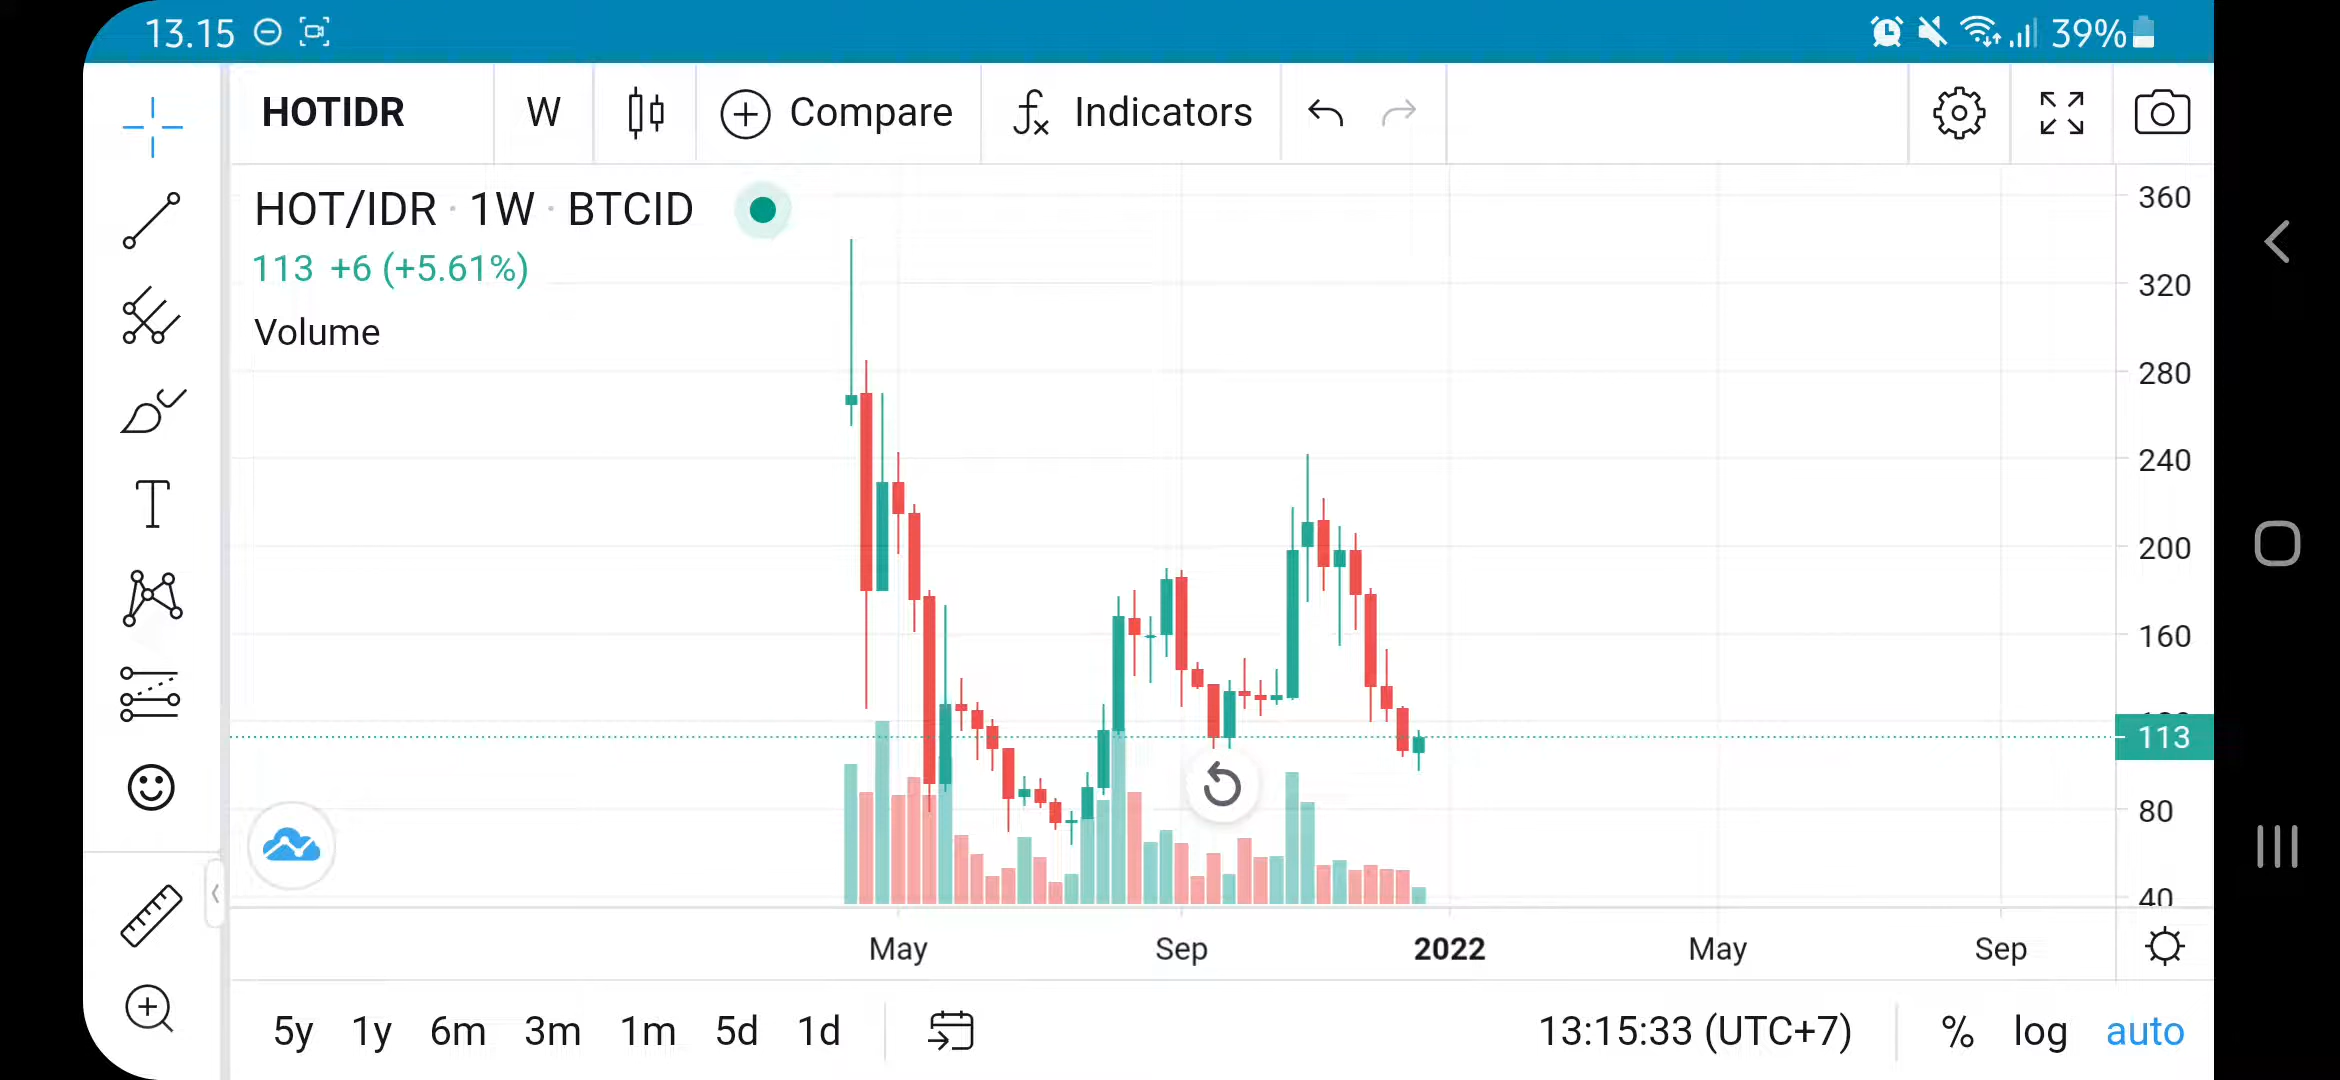 13.15 39%
HOTIDR W Compare Indicators
HOT/IDR · 1W · BTCID
113 +6 (+5.61%)
Volume
360
320
280
240
200
160
113
80
40
May Sep 2022 May Sep
5y 1y 6m 3m 1m 5d 1d 13:15:33 (UTC+7) % log auto